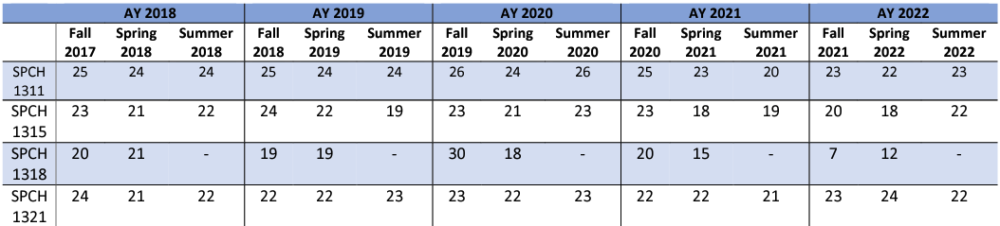 AY 2018 AY 2019 AY 2020 AY 2021 AY 2022
Fall Spring Summer Fall Spring Summer Fall Spring Summer Fall Spring Summer Fall Spring Summer
2017 2018 2018 2018 2019 2019 2019 2020 2020 2020 2021 2021 2021 2022 2022
SPCH 25 24 24 25 24 24 26 24 26 25 23 20 23 22 23
1311
SPCH 23 21 22 24 22 19 23 21 23 23 18 19 20 18 22
1315
SPCH 20 21 - 19 19 - 30 18 - 20 15 - 7 12 -
1318
SPCH 24 21 22 22 22 23 23 22 23 22 22 21 23 24 22
1321